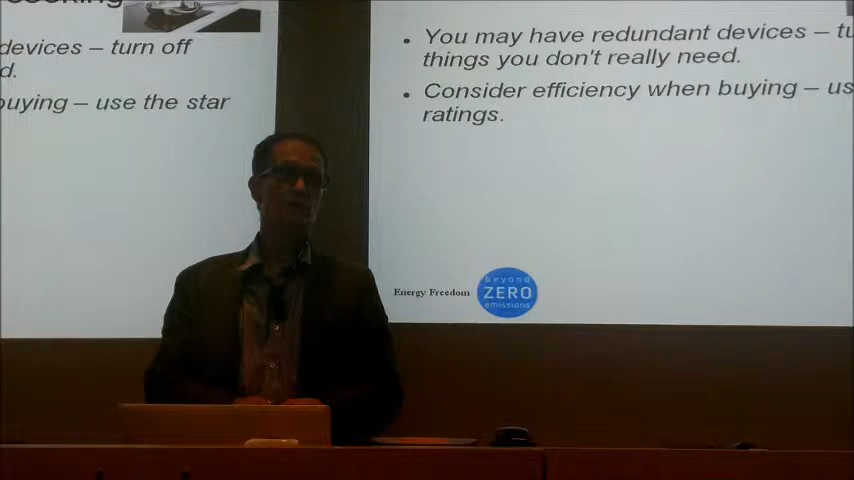 cooking
devices – turn off
d.
buying – use the star
• You may have redundant devices – tu
things you don't really need.
• Consider efficiency when buying – us
ratings.
Energy Freedom
beyond
ZERO
emissions